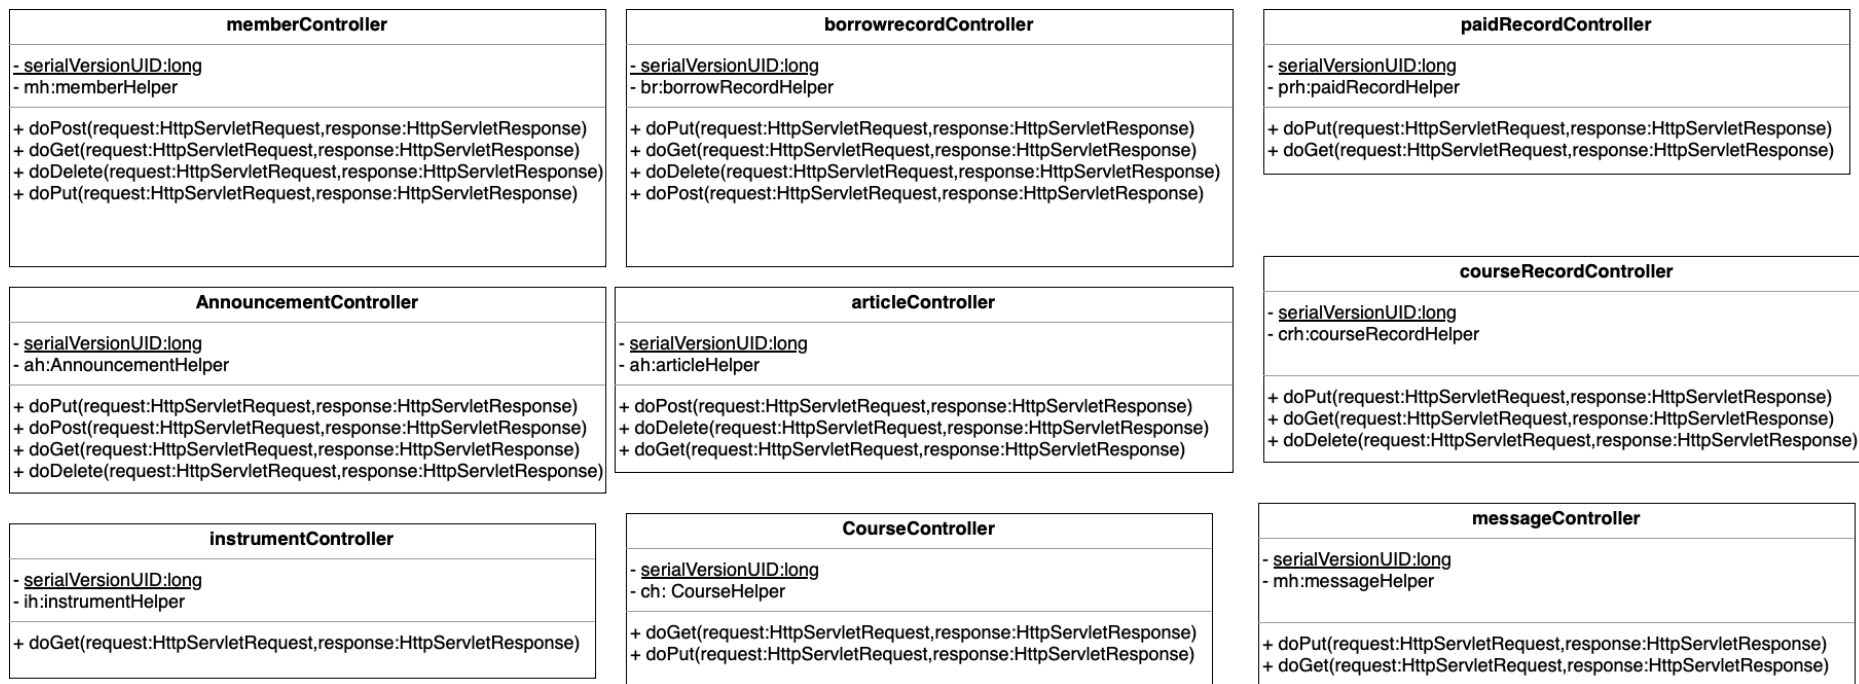 memberController
- serialVersionUID:long
- mh:memberHelper
+ doPost(request:HttpServletRequest,response:HttpServletResponse)
+ doGet(request:HttpServletRequest,response:HttpServletResponse)
+ doDelete(request:HttpServletRequest,response:HttpServletResponse)
+ doPut(request:HttpServletRequest,response:HttpServletResponse)
borrowrecordController
- serialVersionUID:long
- br:borrowRecordHelper
+ doPut(request:HttpServletRequest,response:HttpServletResponse)
+ doGet(request:HttpServletRequest,response:HttpServletResponse)
+ doDelete(request:HttpServletRequest,response:HttpServletResponse)
+ doPost(request:HttpServletRequest,response:HttpServletResponse)
paidRecordController
- serialVersionUID:long
- prh:paidRecordHelper
+ doPut(request:HttpServletRequest,response:HttpServletResponse)
+ doGet(request:HttpServletRequest,response:HttpServletResponse)
AnnouncementController
- serialVersionUID:long
- ah:AnnouncementHelper
+ doPut(request:HttpServletRequest,response:HttpServletResponse)
+ doPost(request:HttpServletRequest,response:HttpServletResponse)
+ doGet(request:HttpServletRequest,response:HttpServletResponse)
+ doDelete(request:HttpServletRequest,response:HttpServletResponse)
articleController
- serialVersionUID:long
- ah:articleHelper
+ doPost(request:HttpServletRequest,response:HttpServletResponse)
+ doDelete(request:HttpServletRequest,response:HttpServletResponse)
+ doGet(request:HttpServletRequest,response:HttpServletResponse)
courseRecordController
- serialVersionUID:long
- crh:courseRecordHelper
+ doPut(request:HttpServletRequest,response:HttpServletResponse)
+ doGet(request:HttpServletRequest,response:HttpServletResponse)
+ doDelete(request:HttpServletRequest,response:HttpServletResponse)
instrumentController
- serialVersionUID:long
- ih:instrumentHelper
+ doGet(request:HttpServletRequest,response:HttpServletResponse)
CourseController
- serialVersionUID:long
- ch: CourseHelper
+ doGet(request:HttpServletRequest,response:HttpServletResponse)
+ doPut(request:HttpServletRequest,response:HttpServletResponse)
messageController
- serialVersionUID:long
- mh:messageHelper
+ doPut(request:HttpServletRequest,response:HttpServletResponse)
+ doGet(request:HttpServletRequest,response:HttpServletResponse)